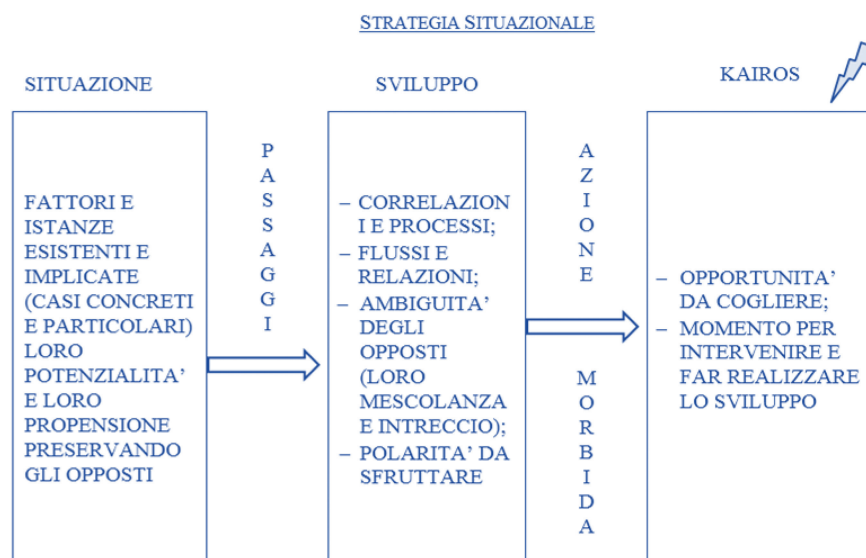 STRATEGIA SITUAZIONALE
SITUAZIONE
FATTORI E
ISTANZE
ESISTENTI E
IMPLICATE
(CASI CONCRETI
E PARTICOLARI)
LORO
POTENZIALITA'
E LORO
PROPENSIONE
PRESERVANDO
GLI OPPOSTI
P
A
S
S
A
G
G
I
SVILUPPO
– CORRELAZION
I E PROCESSI;
– FLUSSI E
RELAZIONI;
– AMBIGUITA'
DEGLI
OPPOSTI
(LORO
MESCOLANZA
E INTRECCIO);
– POLARITA' DA
SFRUTTARE
A
Z
I
O
N
E
M
O
R
B
I
D
A
KAIROS
– OPPORTUNITA'
DA COGLIERE;
– MOMENTO PER
INTERVENIRE E
FAR REALIZZARE
LO SVILUPPO